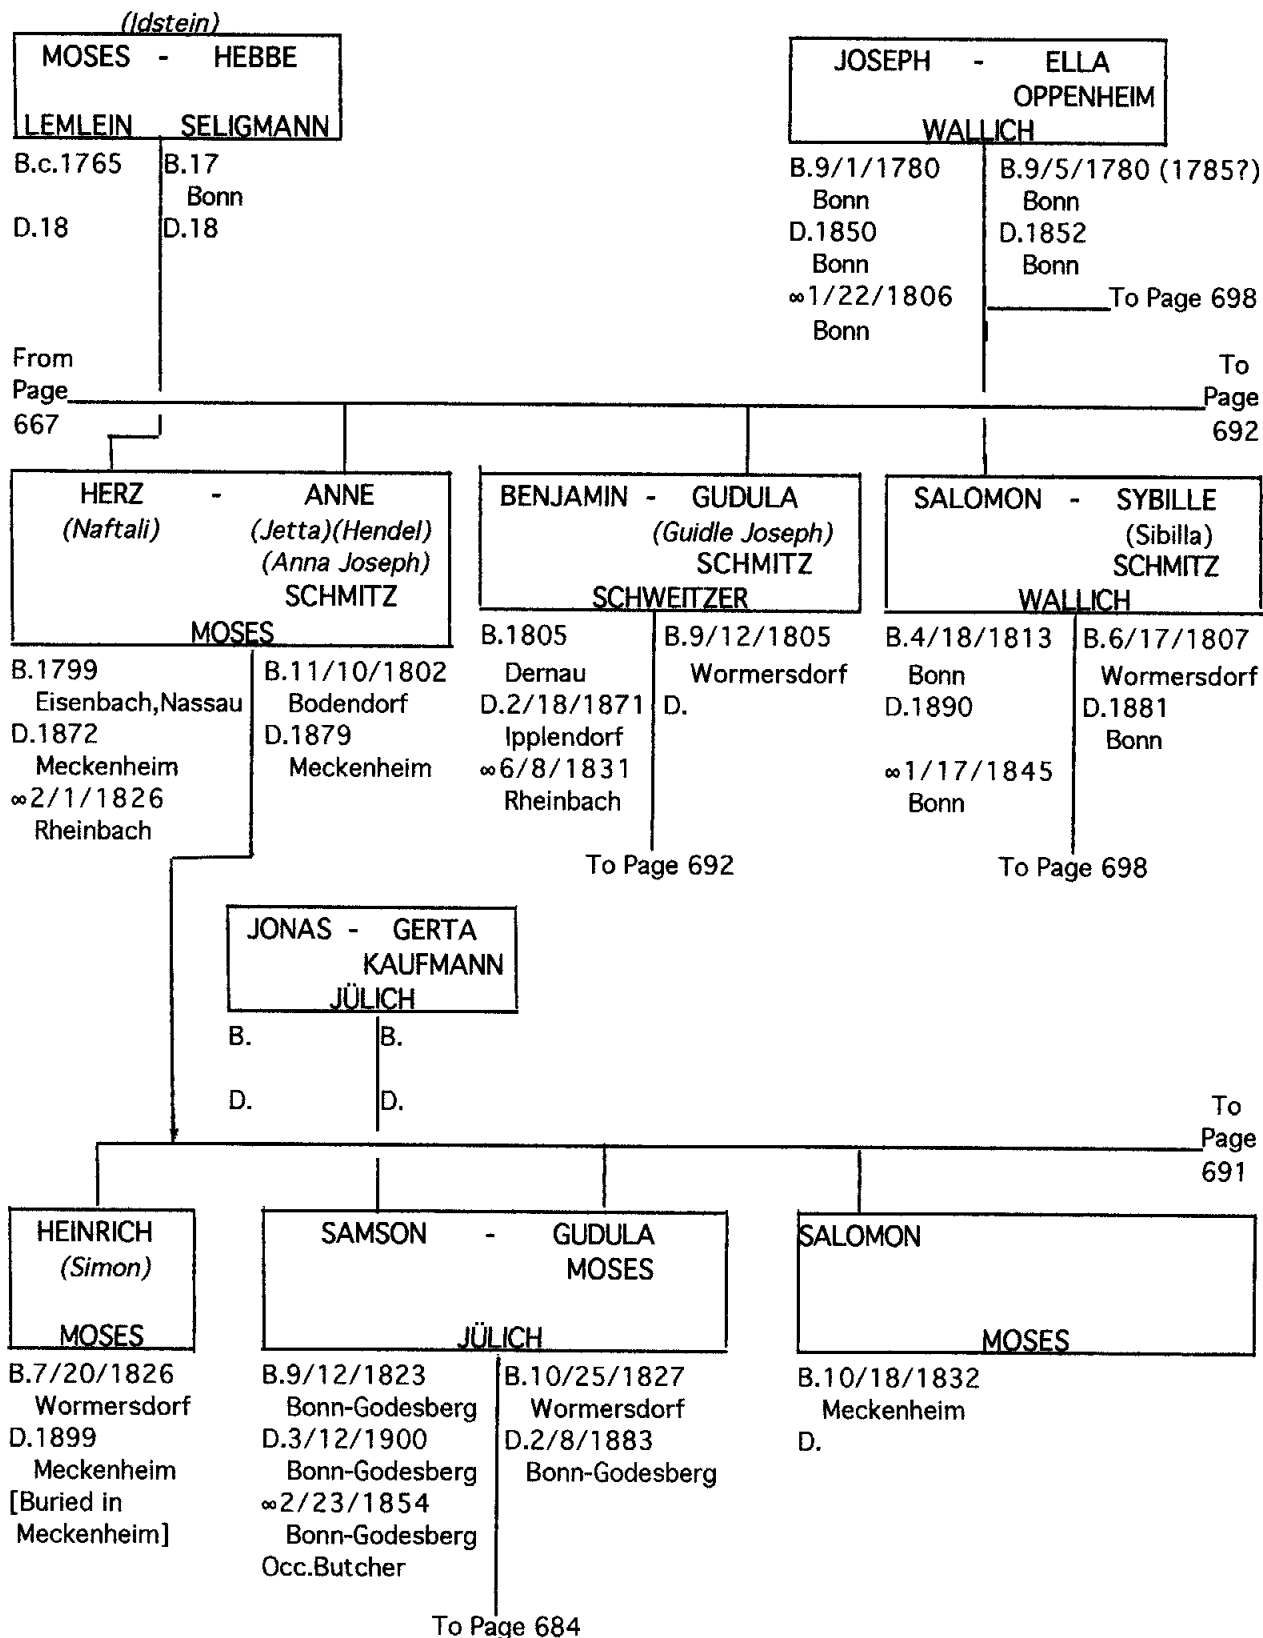 (Idstein)
MOSES - HEBBE
LEMLEIN SELIGMANN
B.c.1765 B.17
Bonn
D.18 D.18
JOSEPH - ELLA
OPPENHEIM
WALLICH
B.9/1/1780 B.9/5/1780 (1785?)
Bonn Bonn
D.1850 D.1852
Bonn Bonn
∞1/22/1806 To Page 698
Bonn
From
Page
667
To
Page
692
HERZ - ANNE
(Naftali) (Jetta)(Hendel)
(Anna Joseph)
SCHMITZ
MOSES
B.1799 B.11/10/1802
Eisenbach,Nassau Bodendorf
D.1872 D.1879
Meckenheim Meckenheim
∞2/1/1826
Rheinbach
BENJAMIN - GUDULA
(Guidle Joseph)
SCHMITZ
SCHWEITZER
B.1805 B.9/12/1805
Dernau Wormersdorf
D.2/18/1871 D.
Ipplendorf
∞6/8/1831
Rheinbach
To Page 692
SALOMON - SYBILLE
(Sibilla)
SCHMITZ
WALLICH
B.4/18/1813 B.6/17/1807
Bonn Wormersdorf
D.1890 D.1881
Bonn
∞1/17/1845
Bonn
To Page 698
JONAS - GERTA
KAUFMANN
JÜLICH
B. B.
D. D.
To
Page
691
HEINRICH
(Simon)
MOSES
B.7/20/1826
Wormersdorf
D.1899
Meckenheim
[Buried in
Meckenheim]
SAMSON - GUDULA
MOSES
JÜLICH
B.9/12/1823 B.10/25/1827
Bonn-Godesberg Wormersdorf
D.3/12/1900 D.2/8/1883
Bonn-Godesberg Bonn-Godesberg
∞2/23/1854
Bonn-Godesberg
Occ.Butcher
To Page 684
SALOMON
MOSES
B.10/18/1832
Meckenheim
D.